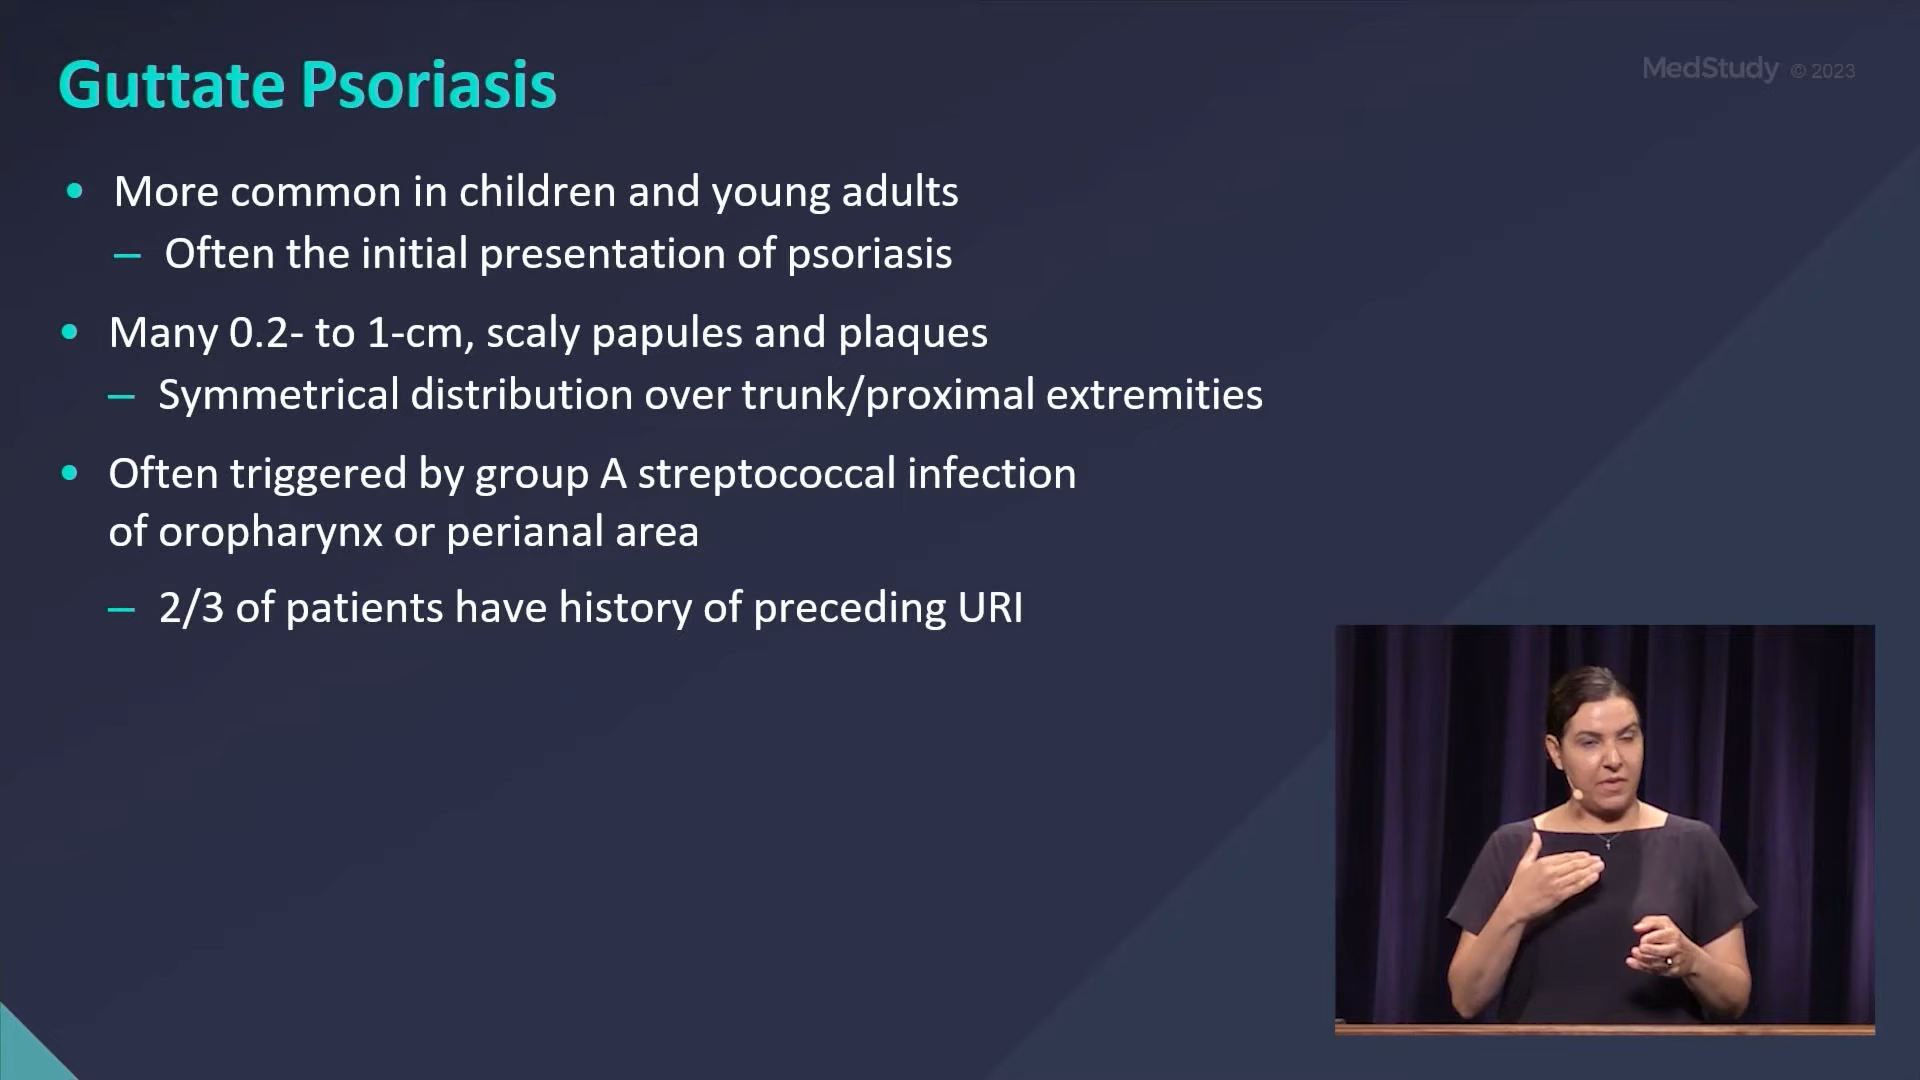 Guttate Psoriasis
MedStudy © 2023
• More common in children and young adults
– Often the initial presentation of psoriasis
• Many 0.2- to 1-cm, scaly papules and plaques
– Symmetrical distribution over trunk/proximal extremities
• Often triggered by group A streptococcal infection
of oropharynx or perianal area
– 2/3 of patients have history of preceding URI